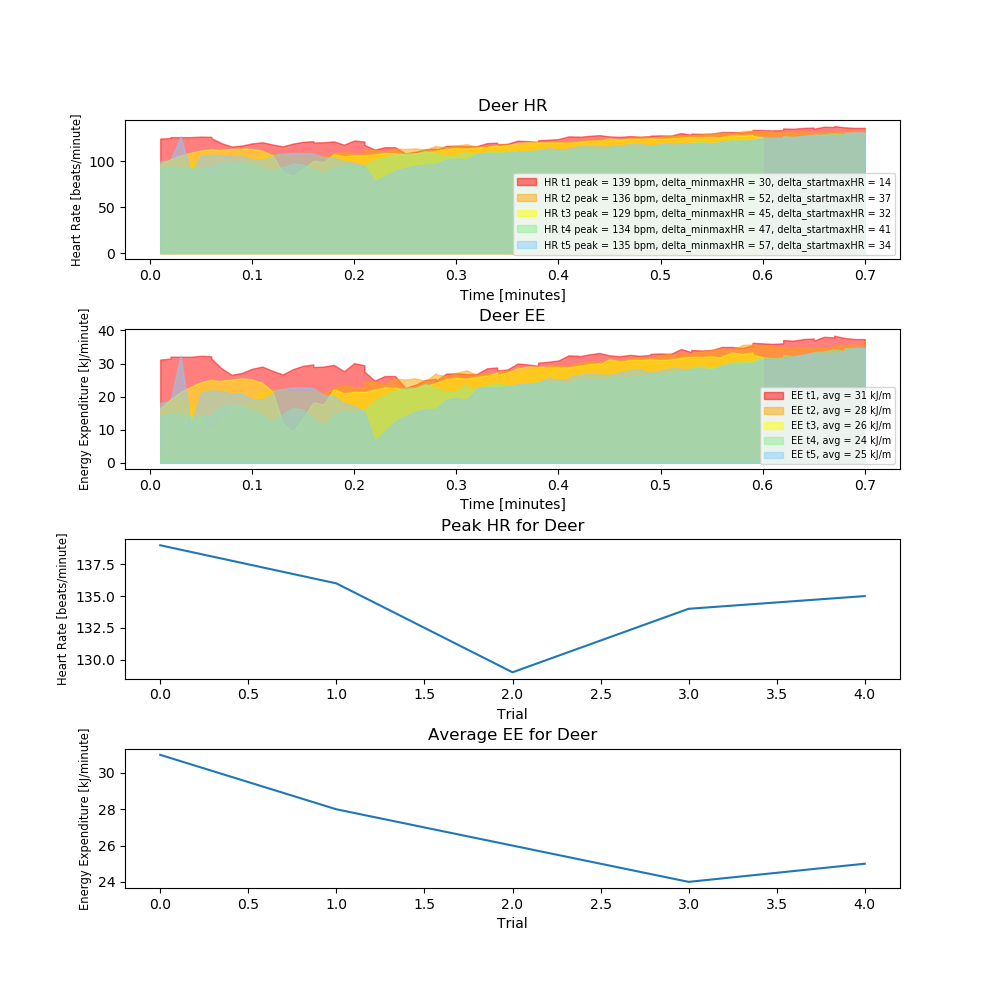 Deer HR
Heart Rate [beats/minute]
100
50
0
HR t1 peak = 139 bpm, delta_minmaxHR = 30, delta_startmaxHR = 14
HR t2 peak = 136 bpm, delta_minmaxHR = 52, delta_startmaxHR = 37
HR t3 peak = 129 bpm, delta_minmaxHR = 45, delta_startmaxHR = 32
HR t4 peak = 134 bpm, delta_minmaxHR = 47, delta_startmaxHR = 41
HR t5 peak = 135 bpm, delta_minmaxHR = 57, delta_startmaxHR = 34
0.0 0.1 0.2 0.3 0.4 0.5 0.6 0.7
Time [minutes]
Deer EE
Energy Expenditure [kJ/minute]
40
30
20
10
0
EE t1, avg = 31 kJ/m
EE t2, avg = 28 kJ/m
EE t3, avg = 26 kJ/m
EE t4, avg = 24 kJ/m
EE t5, avg = 25 kJ/m
0.0 0.1 0.2 0.3 0.4 0.5 0.6 0.7
Time [minutes]
Peak HR for Deer
Heart Rate [beats/minute]
137.5
135.0
132.5
130.0
0.0 0.5 1.0 1.5 2.0 2.5 3.0 3.5 4.0
Trial
Average EE for Deer
Energy Expenditure [kJ/minute]
30
28
26
24
0.0 0.5 1.0 1.5 2.0 2.5 3.0 3.5 4.0
Trial